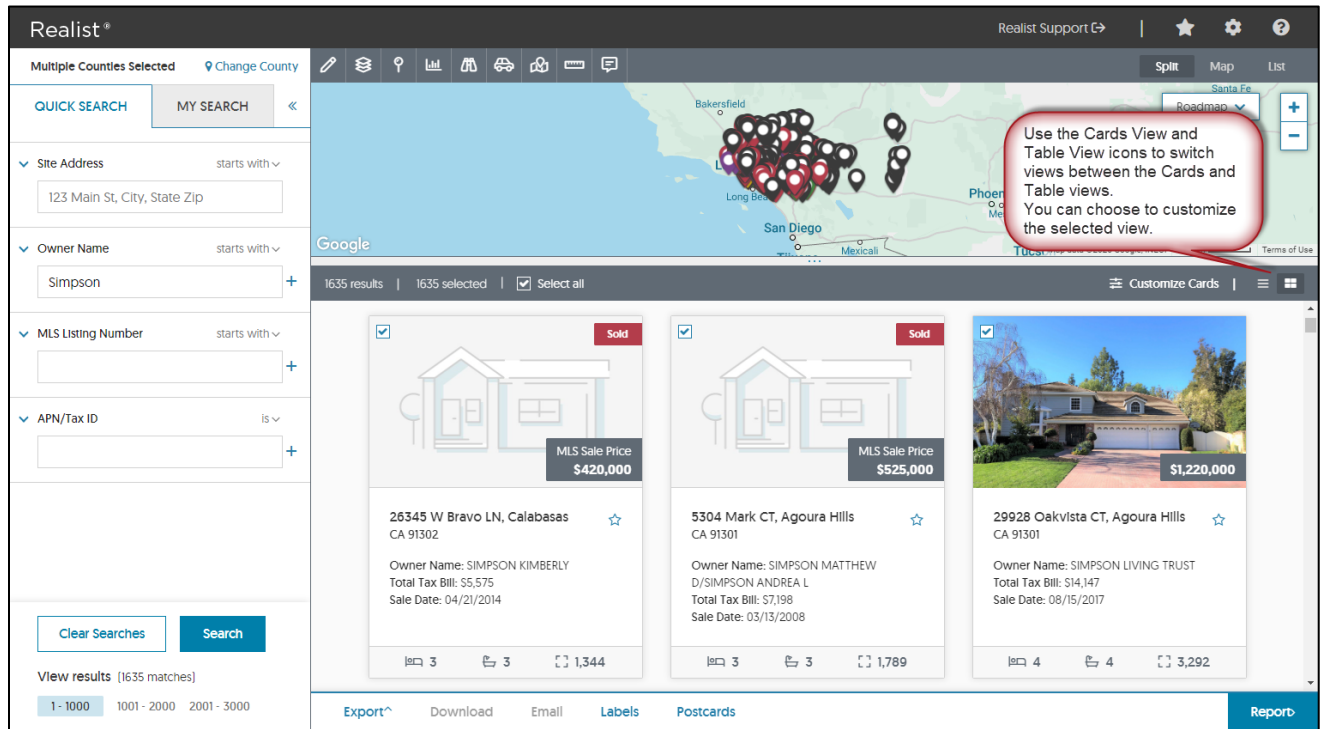 Realist®
Realist Support
Multiple Counties Selected
Change County
Split
Map
List
QUICK SEARCH
MY SEARCH
«
Site Address
starts with
123 Main St, City, State Zip
Owner Name
starts with
Simpson
+
MLS Listing Number
starts with
+
APN/Tax ID
is
+
Clear Searches
Search
View results [1635 matches]
1 - 1000
1001 - 2000
2001 - 3000
Bakersfield
Long Bea
San Diego
Mexicali
Phoen
Santa Fe
Roadmap
+
−
Google
Terms of Use
Use the Cards View and
Table View icons to switch
views between the Cards and
Table views.
You can choose to customize
the selected view.
1635 results | 1635 selected | Select all
Customize Cards |
Sold
MLS Sale Price
$420,000
26345 W Bravo LN, Calabasas
CA 91302
Owner Name: SIMPSON KIMBERLY
Total Tax Bill: $5,575
Sale Date: 04/21/2014
3
3
1,344
Sold
MLS Sale Price
$525,000
5304 Mark CT, Agoura Hills
CA 91301
Owner Name: SIMPSON MATTHEW
D/SIMPSON ANDREA L
Total Tax Bill: $7,198
Sale Date: 03/13/2008
3
3
1,789
$1,220,000
29928 Oakvista CT, Agoura Hills
CA 91301
Owner Name: SIMPSON LIVING TRUST
Total Tax Bill: $14,147
Sale Date: 08/15/2017
4
4
3,292
Export^
Download
Email
Labels
Postcards
Report